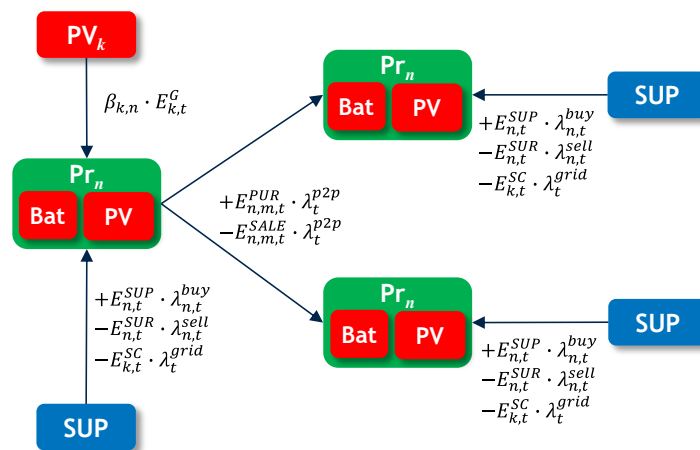 PV_k
β_{k,n} · E^G_{k,t}
Pr_n
Bat PV
+E^{SUP}_{n,t} · λ^{buy}_{n,t}
−E^{SUR}_{n,t} · λ^{sell}_{n,t}
−E^{SC}_{k,t} · λ^{grid}_t
SUP
+E^{PUR}_{n,m,t} · λ^{p2p}_t
−E^{SALE}_{n,m,t} · λ^{p2p}_t
Pr_n
Bat PV
SUP
+E^{SUP}_{n,t} · λ^{buy}_{n,t}
−E^{SUR}_{n,t} · λ^{sell}_{n,t}
−E^{SC}_{k,t} · λ^{grid}_t
Pr_n
Bat PV
SUP
+E^{SUP}_{n,t} · λ^{buy}_{n,t}
−E^{SUR}_{n,t} · λ^{sell}_{n,t}
−E^{SC}_{k,t} · λ^{grid}_t